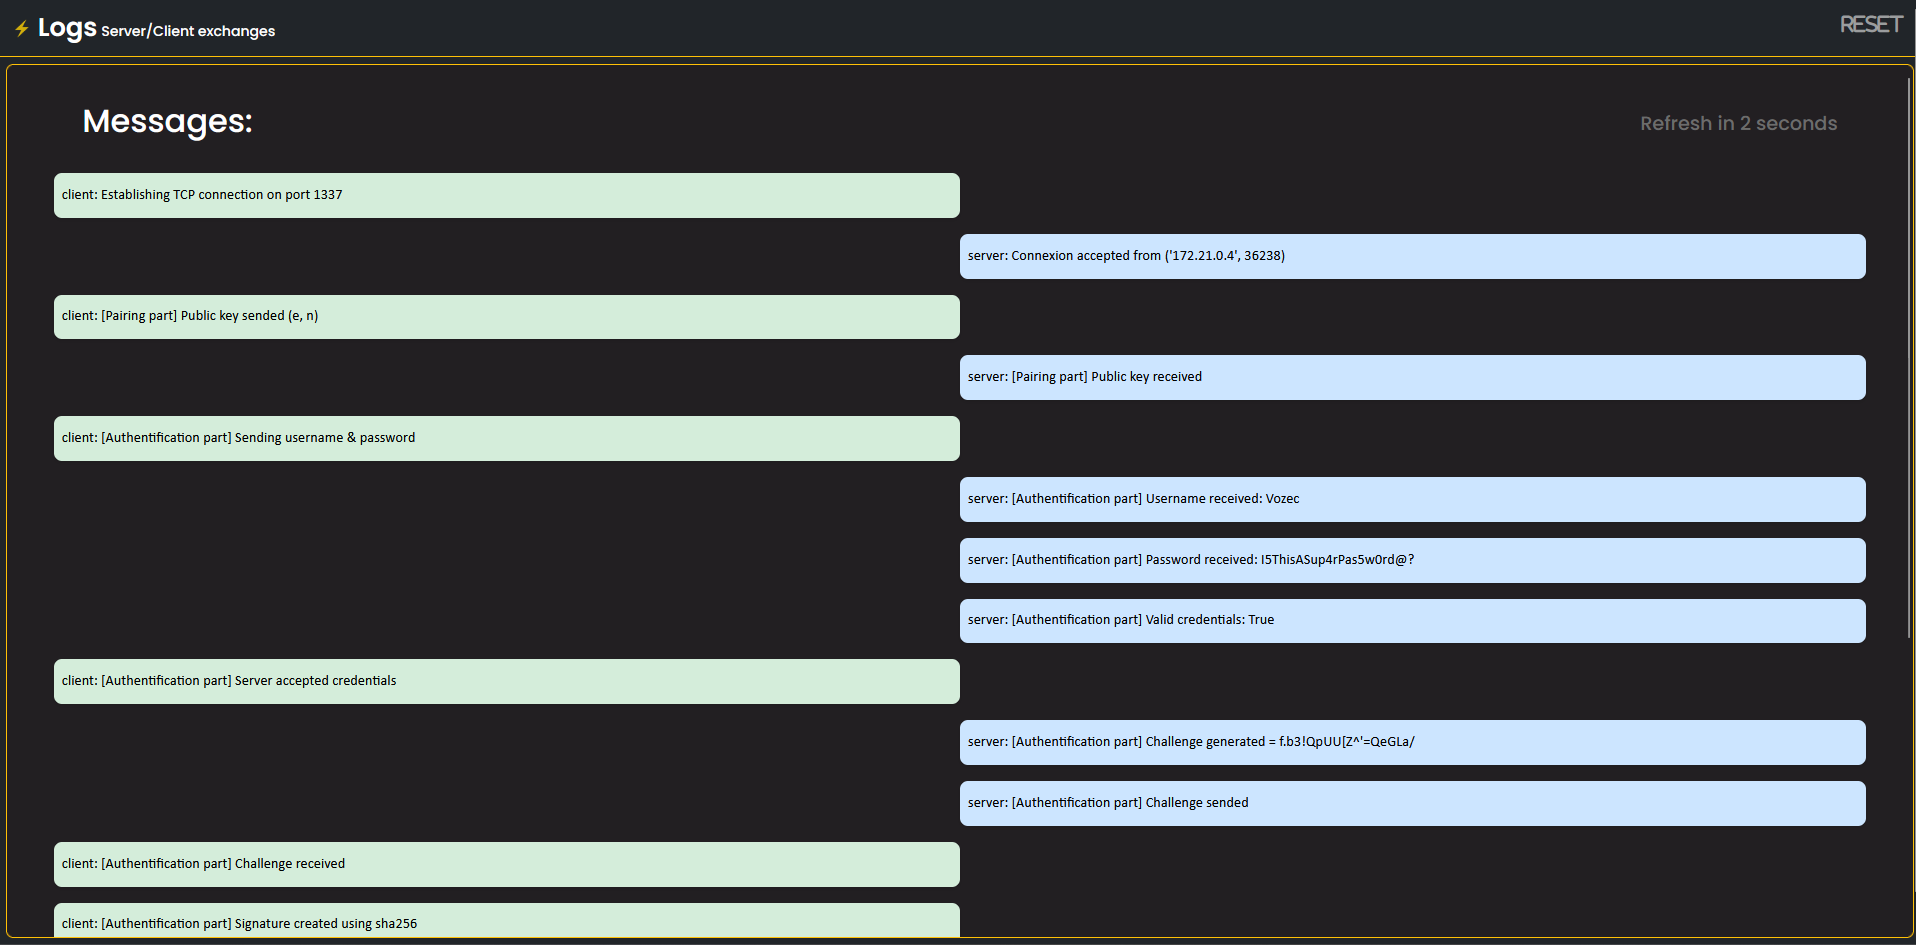 ⚡ Logs Server/Client exchanges
RESET
Messages:
Refresh in 2 seconds
client: Establishing TCP connection on port 1337
server: Connexion accepted from ('172.21.0.4', 36238)
client: [Pairing part] Public key sended (e, n)
server: [Pairing part] Public key received
client: [Authentification part] Sending username & password
server: [Authentification part] Username received: Vozec
server: [Authentification part] Password received: I5ThisASup4rPas5w0rd@?
server: [Authentification part] Valid credentials: True
client: [Authentification part] Server accepted credentials
server: [Authentification part] Challenge generated = f.b3!QpUU[Z^'=QeGLa/
server: [Authentification part] Challenge sended
client: [Authentification part] Challenge received
client: [Authentification part] Signature created using sha256